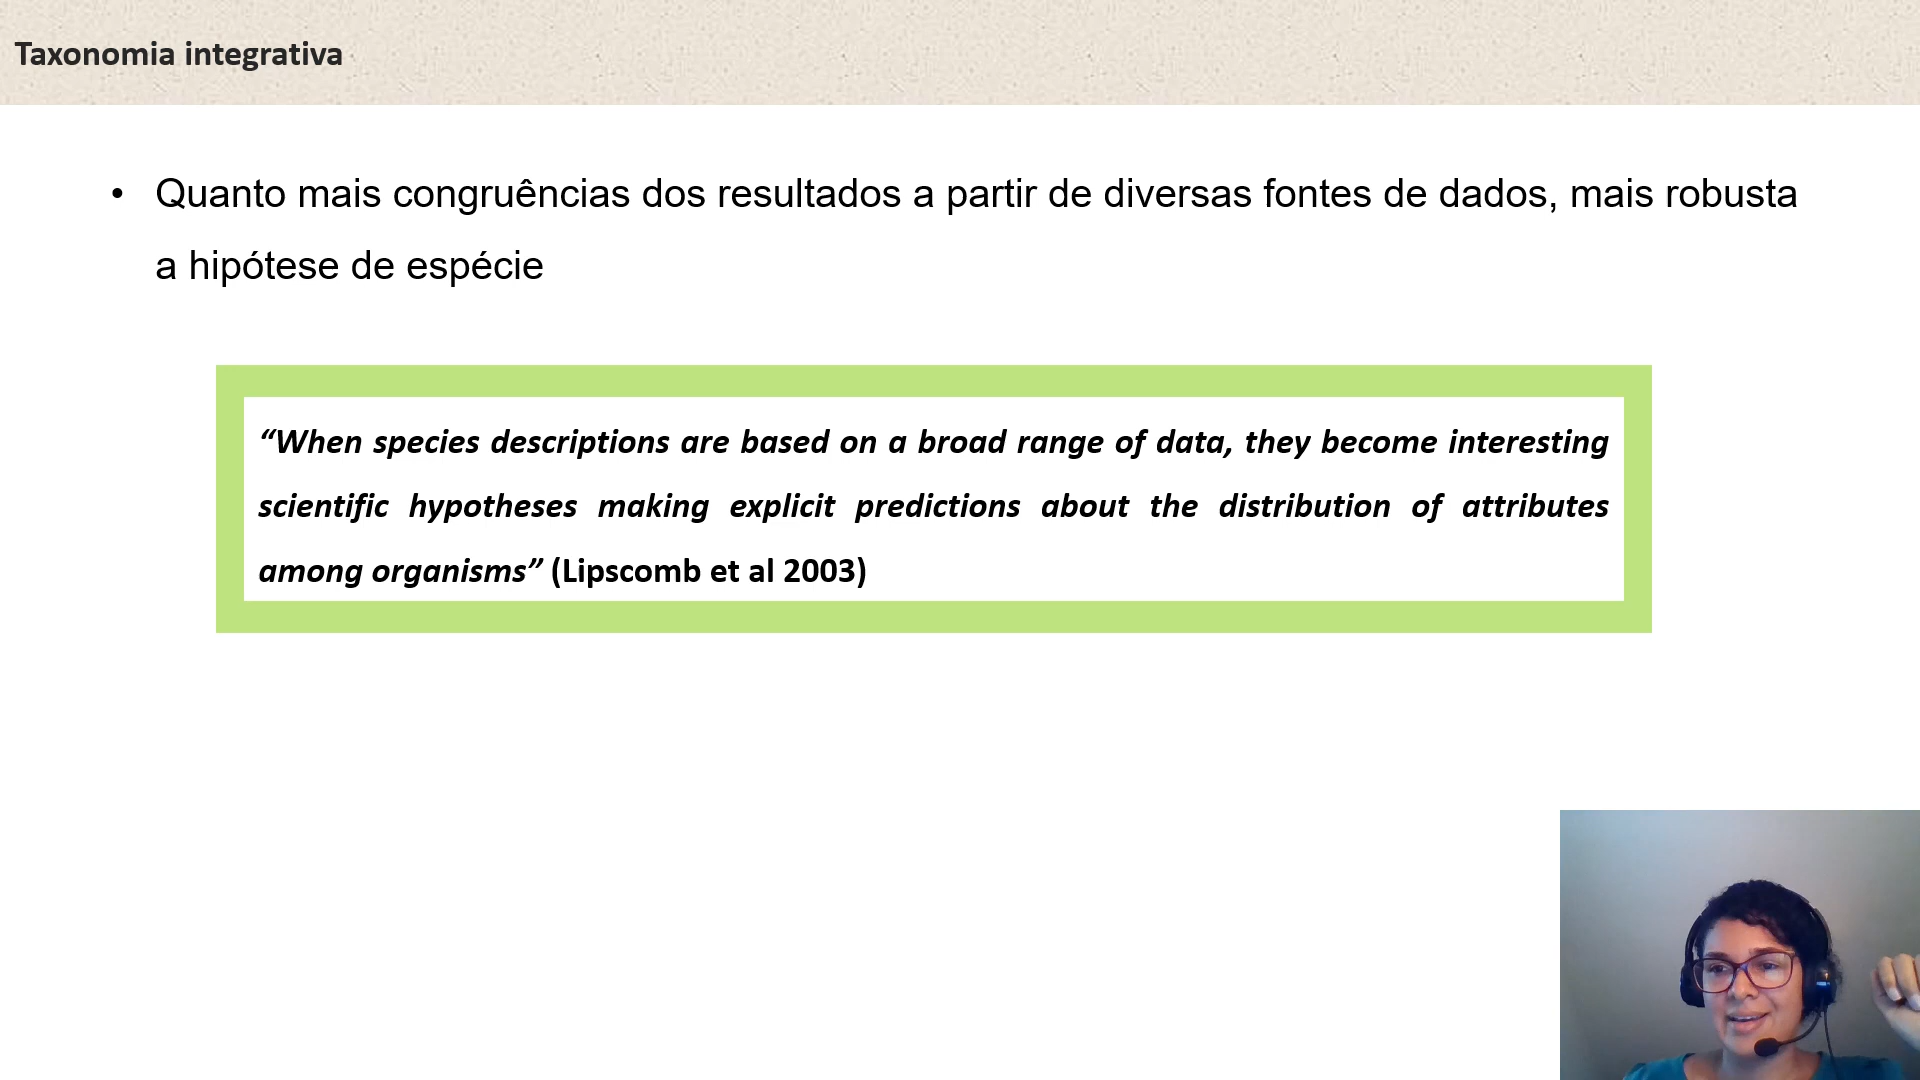 Taxonomia integrativa
• Quanto mais congruências dos resultados a partir de diversas fontes de dados, mais robusta
a hipótese de espécie
“When species descriptions are based on a broad range of data, they become interesting
scientific hypotheses making explicit predictions about the distribution of attributes
among organisms” (Lipscomb et al 2003)